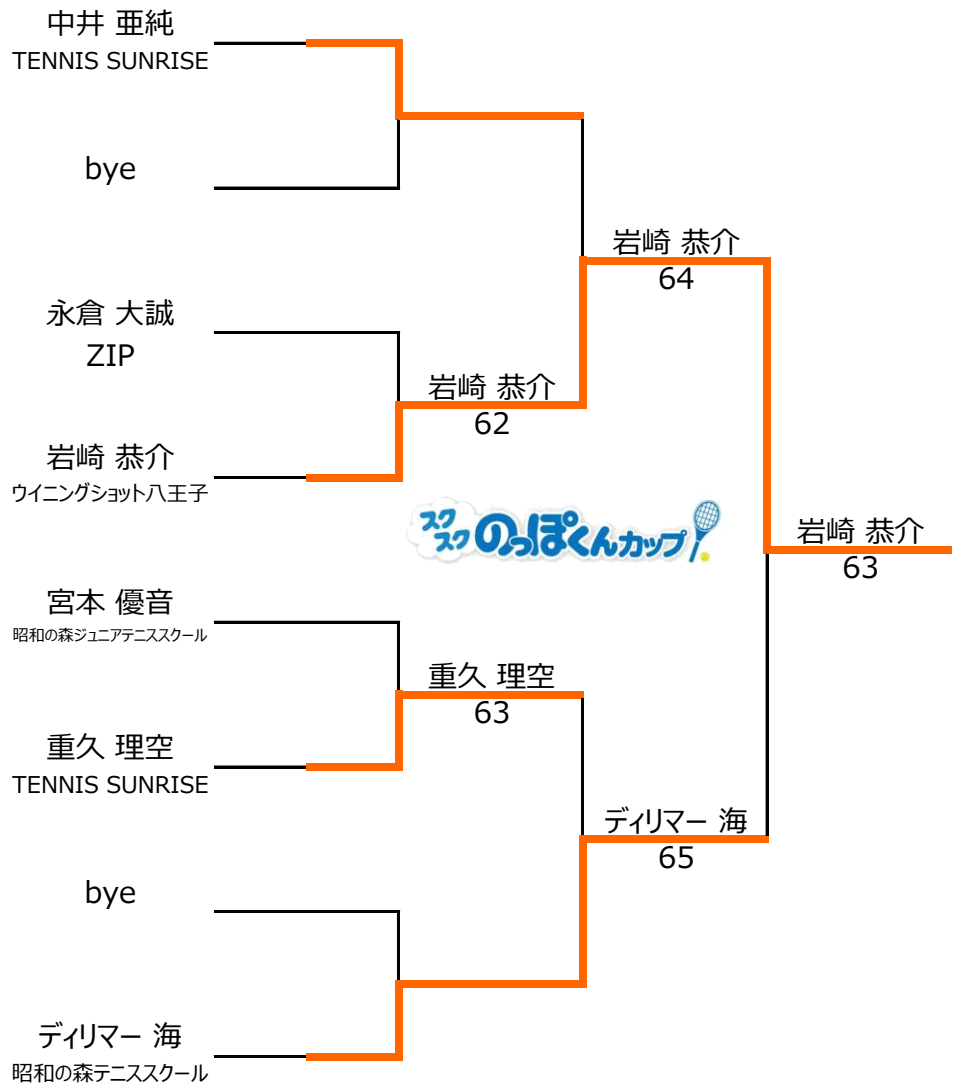 中井 亜純
TENNIS SUNRISE
bye
永倉 大誠
ZIP
岩崎 恭介
ウイニングショット八王子
宮本 優音
昭和の森ジュニアテニススクール
重久 理空
TENNIS SUNRISE
bye
ディリマー 海
昭和の森テニススクール
岩崎 恭介
62
重久 理空
63
岩崎 恭介
64
ディリマー 海
65
スクスク のっぽくんカップ
岩崎 恭介
63